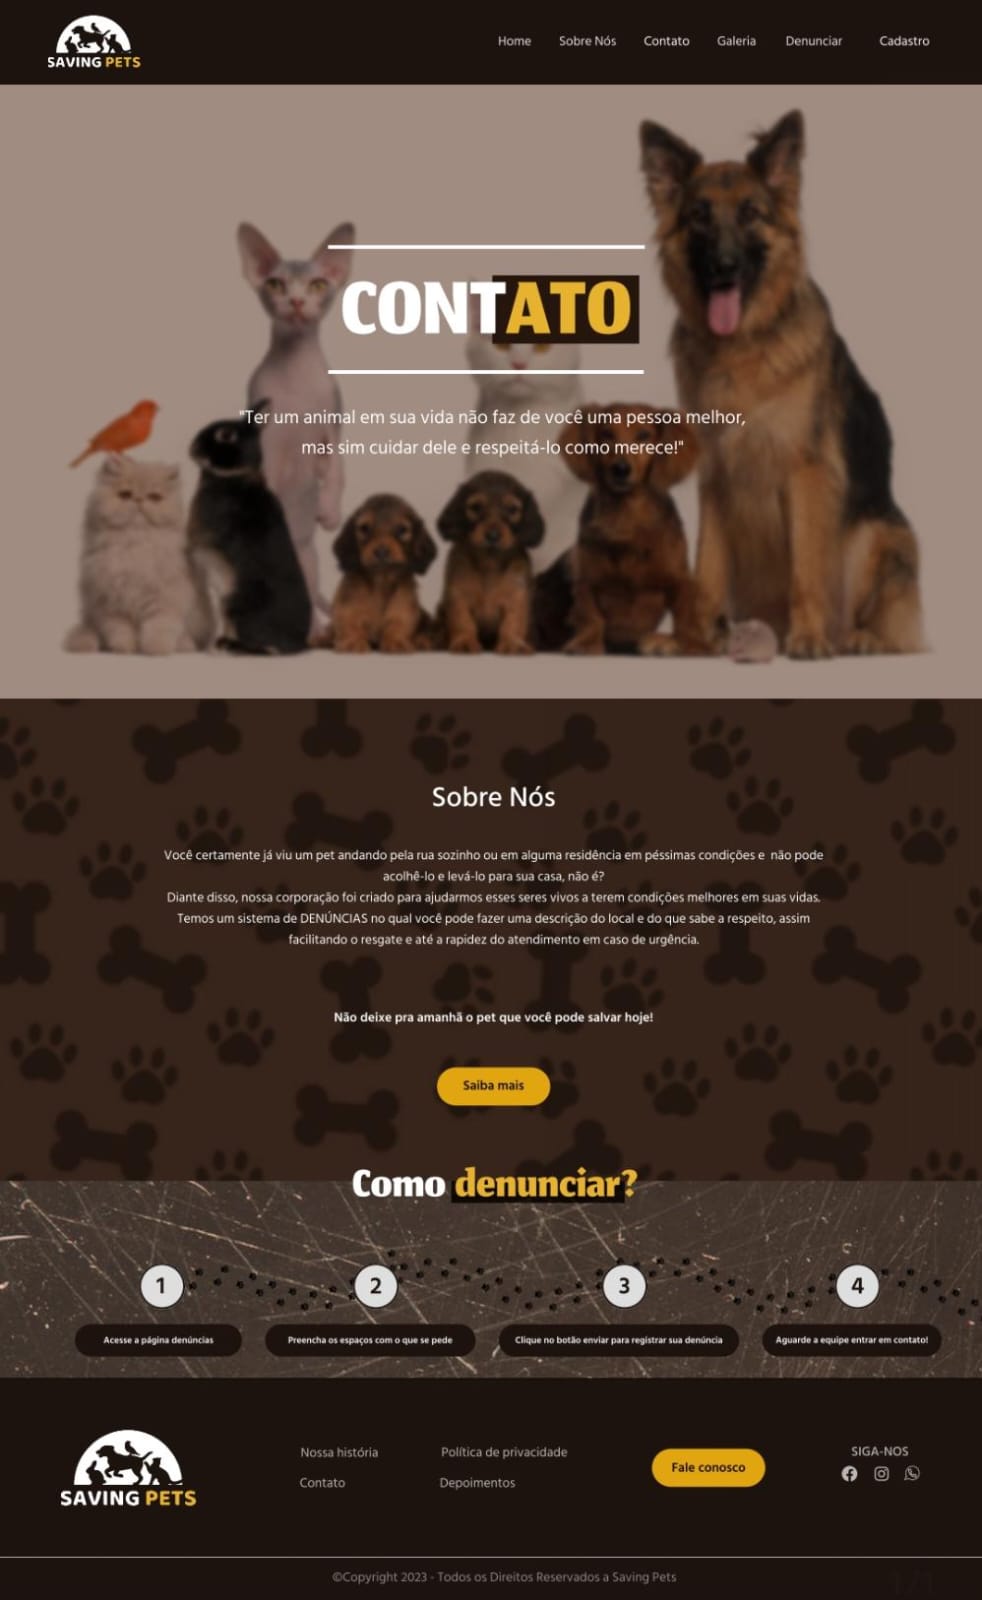 SAVING PETS
Home Sobre Nós Contato Galeria Denunciar Cadastro
CONTATO
"Ter um animal em sua vida não faz de você uma pessoa melhor,
mas sim cuidar dele e respeitá-lo como merece!"
Sobre Nós
Você certamente já viu um pet andando pela rua sozinho ou em alguma residência em péssimas condições e não pode
acolhê-lo e levá-lo para sua casa, não é?
Diante disso, nossa corporação foi criado para ajudarmos esses seres vivos a terem condições melhores em suas vidas.
Temos um sistema de DENÚNCIAS no qual você pode fazer uma descrição do local e do que sabe a respeito, assim
facilitando o resgate e até a rapidez do atendimento em caso de urgência.
Não deixe pra amanhã o pet que você pode salvar hoje!
Saiba mais
Como denunciar?
1 2 3 4
Acesse a página denúncias Preencha os espaços com o que se pede Clique no botão enviar para registrar sua denúncia Aguarde a equipe entrar em contato!
SAVING PETS
Nossa história Política de privacidade
Contato Depoimentos
Fale conosco
SIGA-NOS
©Copyright 2023 - Todos os Direitos Reservados a Saving Pets